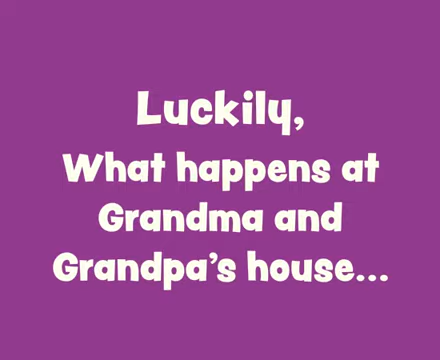 Luckily,
What happens at
Grandma and
Grandpa's house...